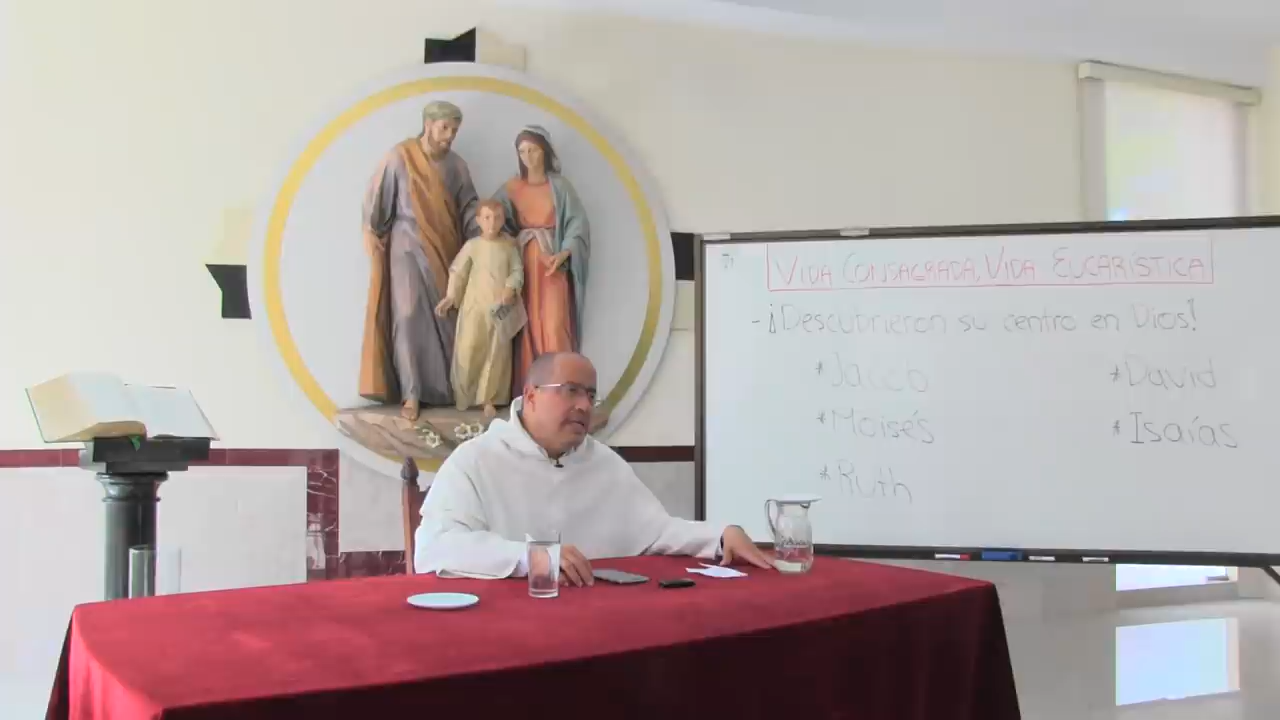 VIDA CONSAGRADA, VIDA EUCARÍSTICA
-¡Descubrieron su centro en Dios!
*Jacob
*David
*Moisés
*Isaías
*Ruth